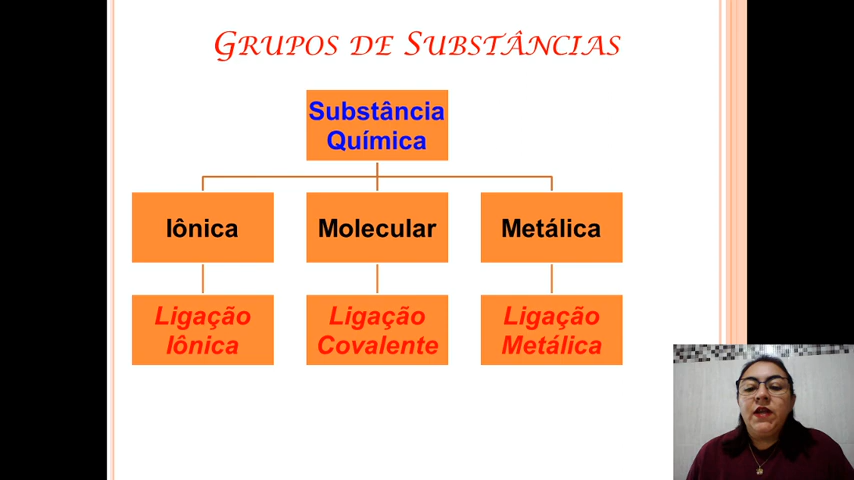 GRUPOS DE SUBSTÂNCIAS
Substância
Química
Iônica
Molecular
Metálica
Ligação
Iônica
Ligação
Covalente
Ligação
Metálica